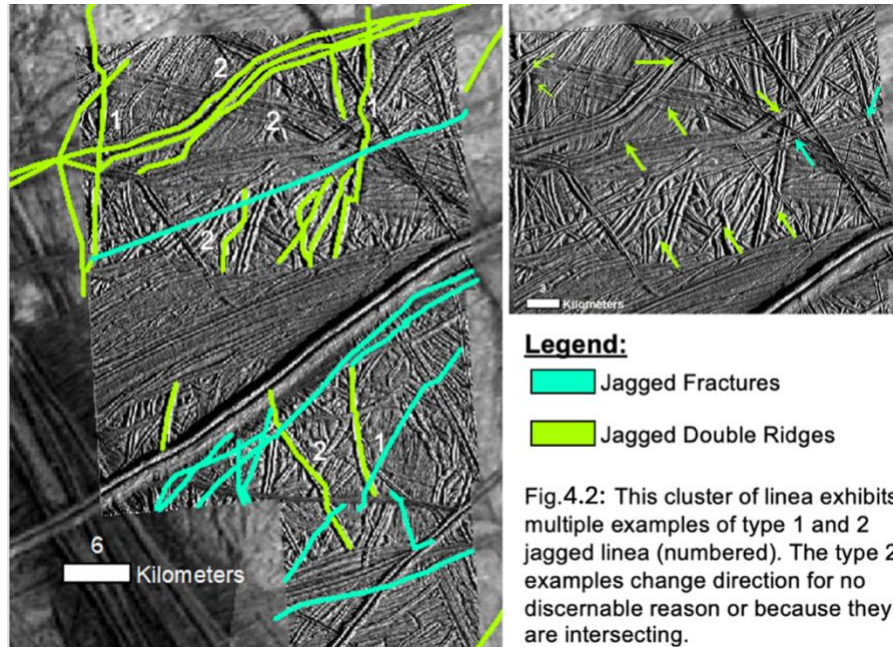 2
1
1
2
2
2
1
6
Kilometers
3
Kilometers
Legend:
Jagged Fractures
Jagged Double Ridges
Fig.4.2: This cluster of linea exhibits
multiple examples of type 1 and 2
jagged linea (numbered). The type 2
examples change direction for no
discernable reason or because they
are intersecting.